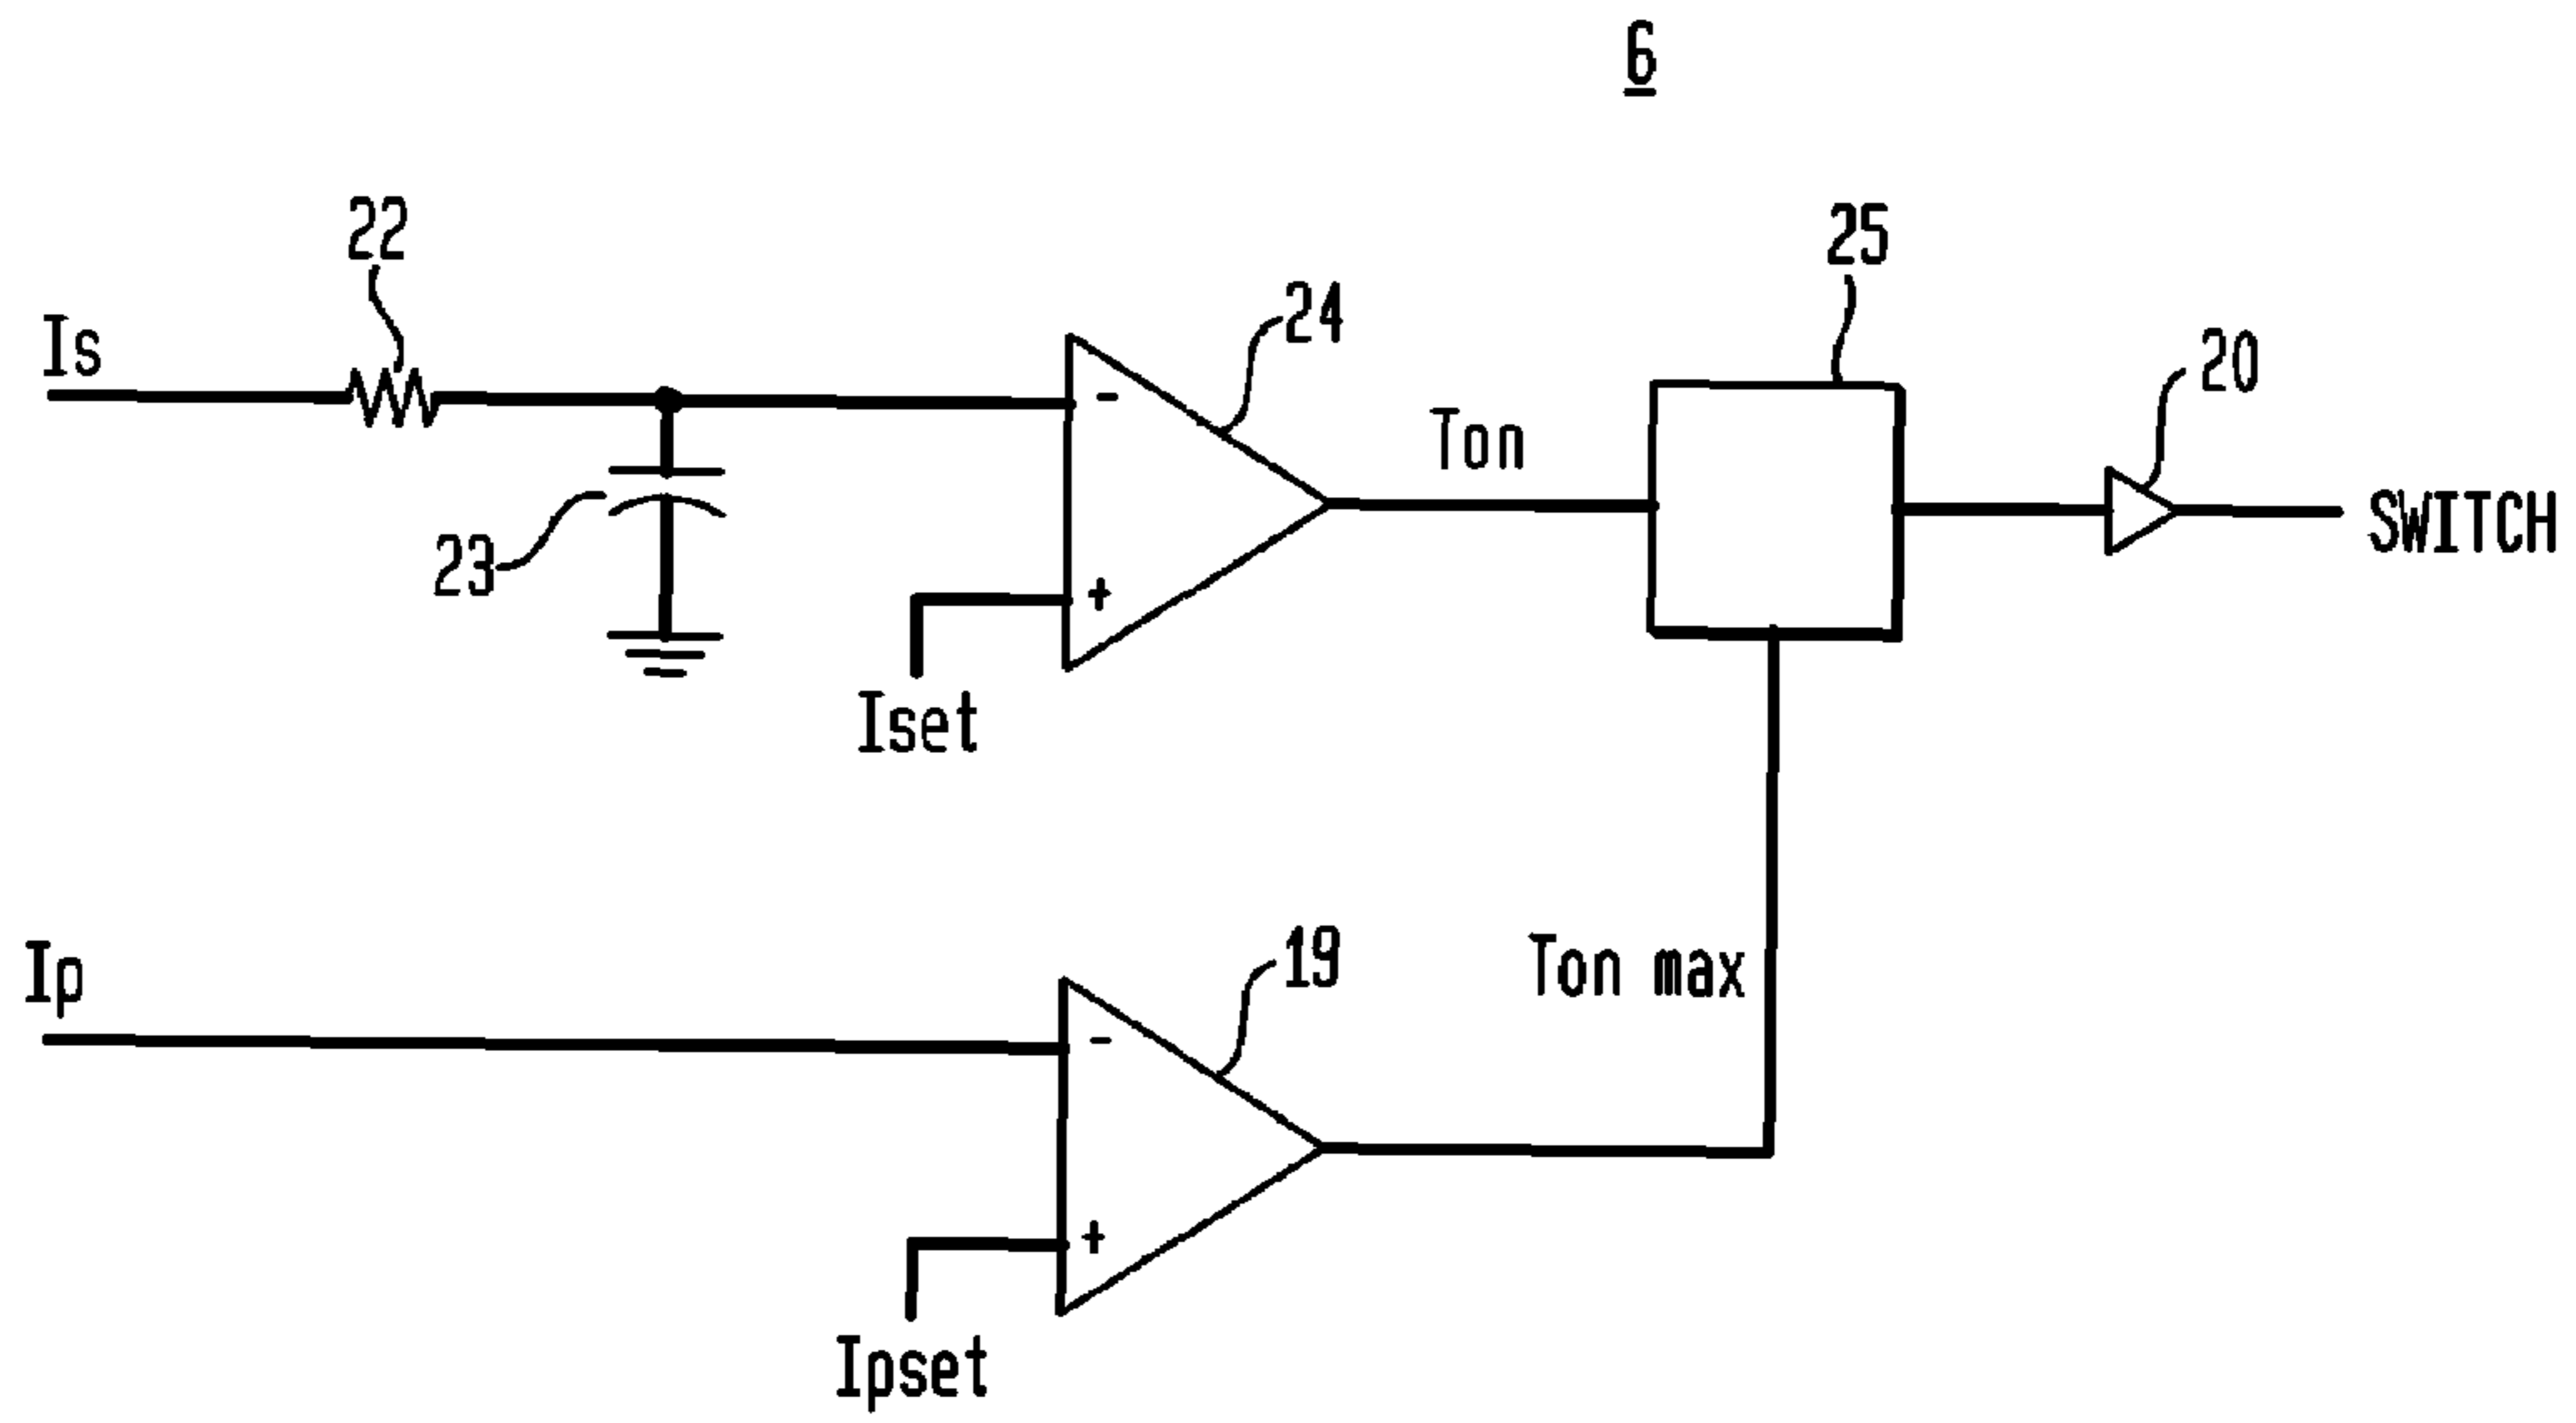 6
22
25
Is
24
20
Ton
-
SWITCH
23
+
Iset
Ip
19
Ton max
-
+
Ipset